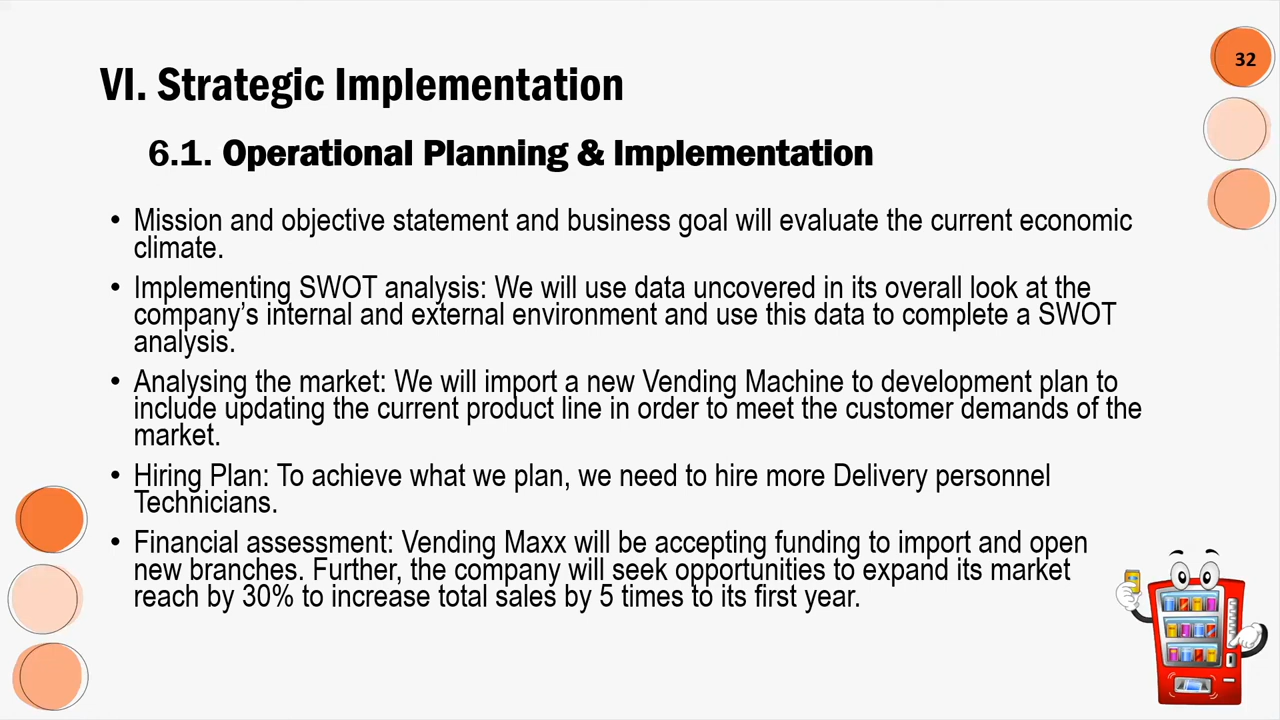 32
VI. Strategic Implementation
6.1. Operational Planning & Implementation
• Mission and objective statement and business goal will evaluate the current economic
climate.
• Implementing SWOT analysis: We will use data uncovered in its overall look at the
company’s internal and external environment and use this data to complete a SWOT
analysis.
• Analysing the market: We will import a new Vending Machine to development plan to
include updating the current product line in order to meet the customer demands of the
market.
• Hiring Plan: To achieve what we plan, we need to hire more Delivery personnel
Technicians.
• Financial assessment: Vending Maxx will be accepting funding to import and open
new branches. Further, the company will seek opportunities to expand its market
reach by 30% to increase total sales by 5 times to its first year.